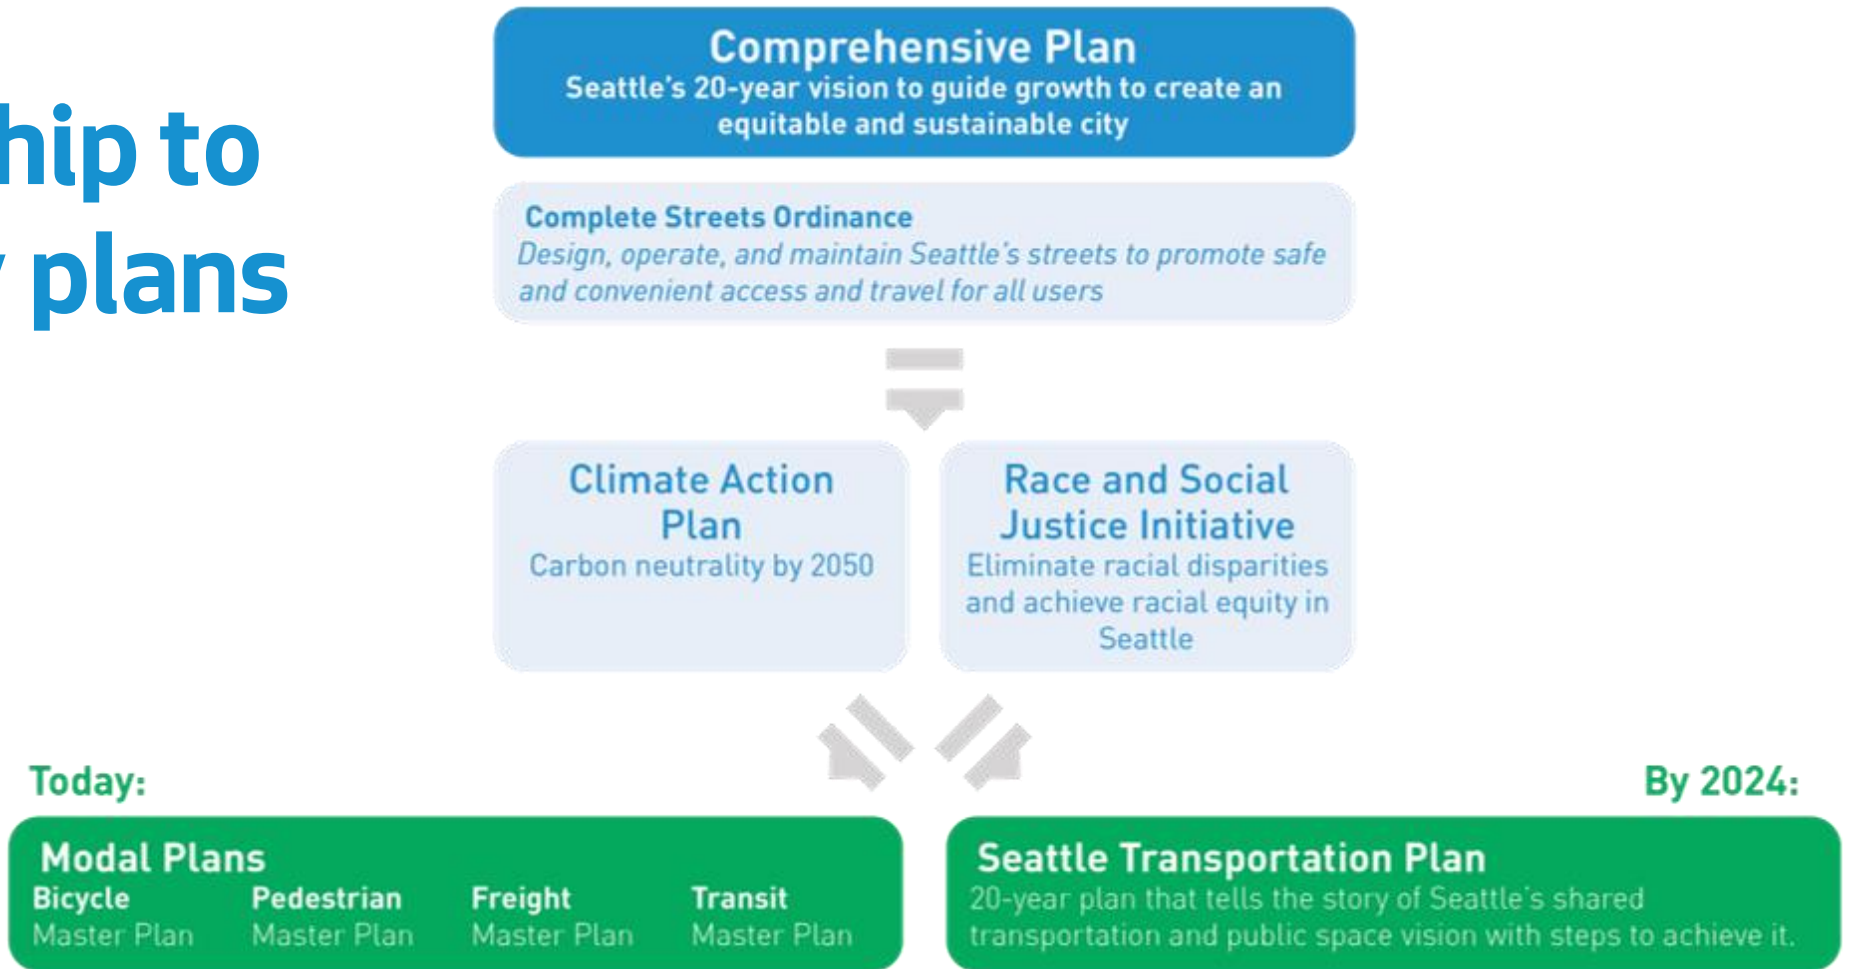 hip to
plans
Comprehensive Plan
Seattle's 20-year vision to guide growth to create an
equitable and sustainable city
Complete Streets Ordinance
Design, operate, and maintain Seattle's streets to promote safe
and convenient access and travel for all users
Climate Action
Plan
Carbon neutrality by 2050
Race and Social
Justice Initiative
Eliminate racial disparities
and achieve racial equity in
Seattle
Today:
Modal Plans
Bicycle Pedestrian Freight Transit
Master Plan Master Plan Master Plan Master Plan
By 2024:
Seattle Transportation Plan
20-year plan that tells the story of Seattle's shared
transportation and public space vision with steps to achieve it.